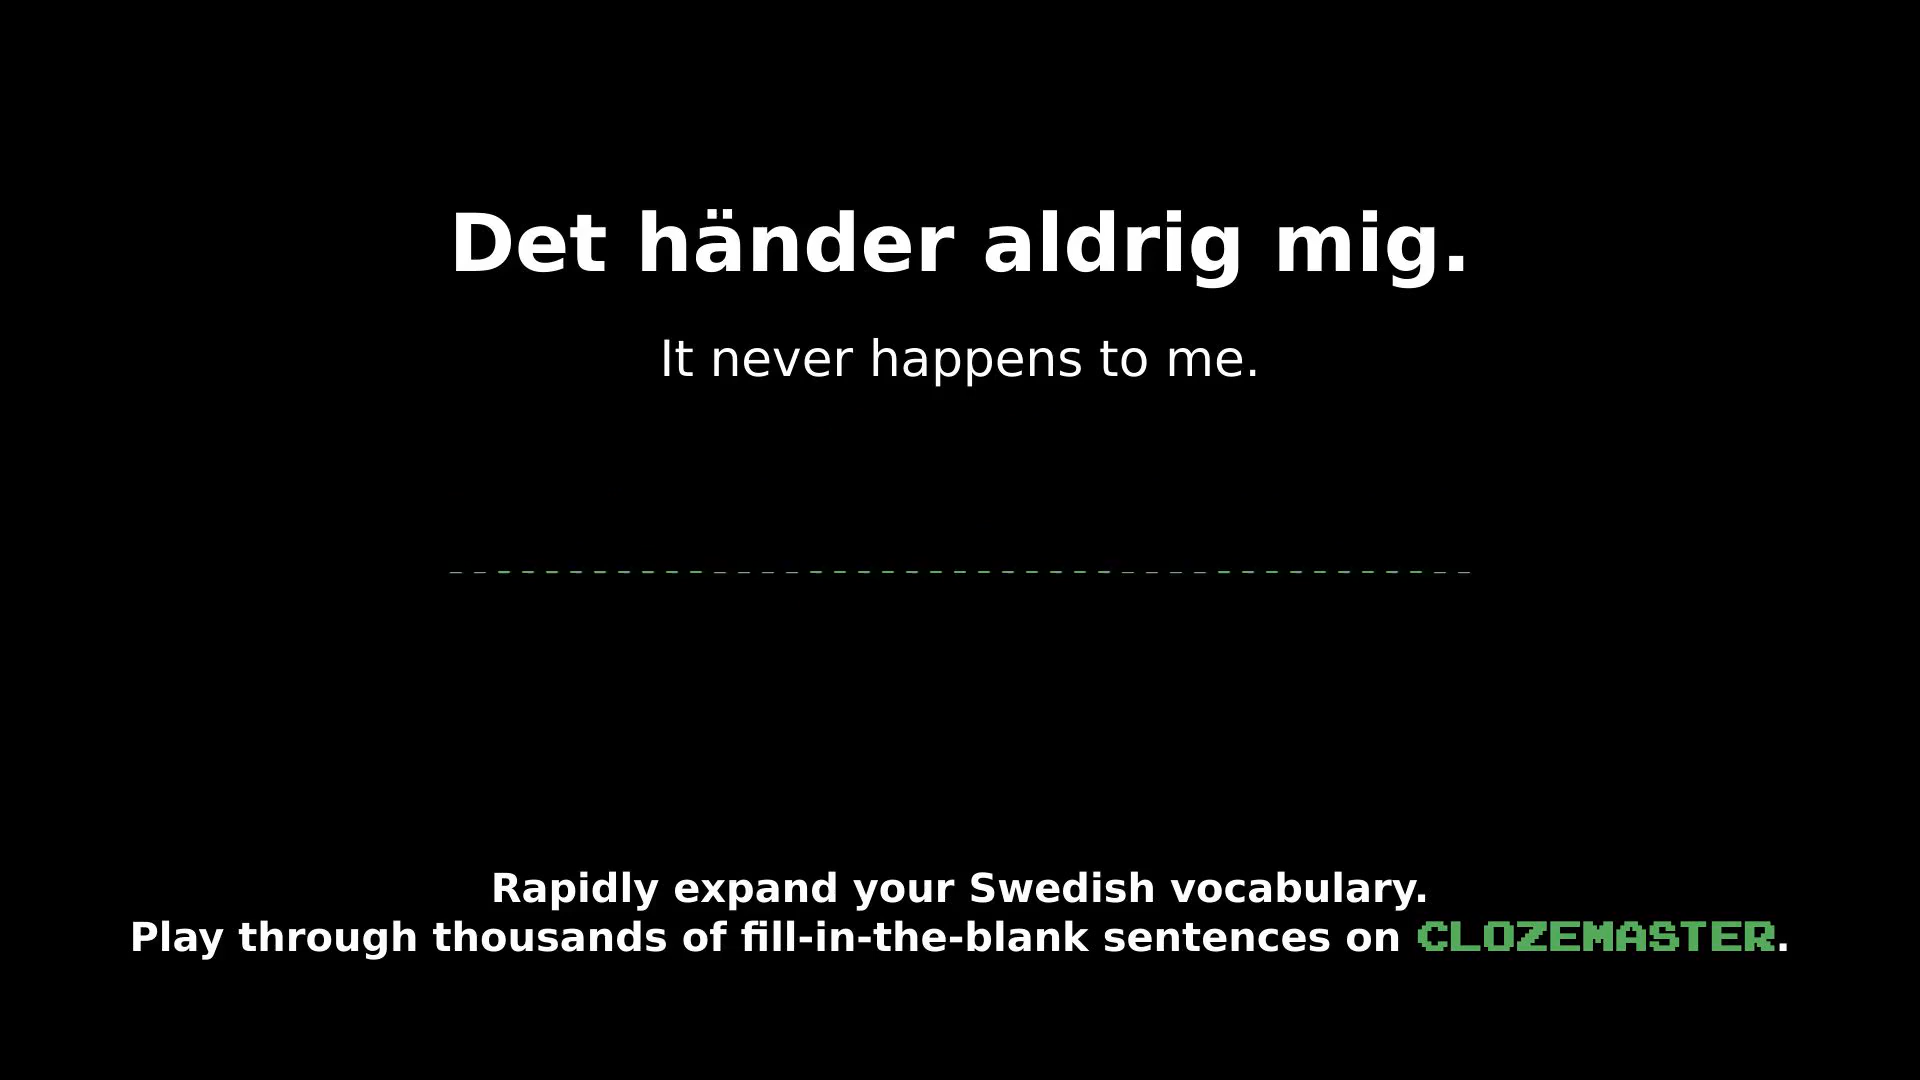 Det händer aldrig mig.
It never happens to me.
Rapidly expand your Swedish vocabulary.
Play through thousands of fill-in-the-blank sentences on CLOZEMASTER.